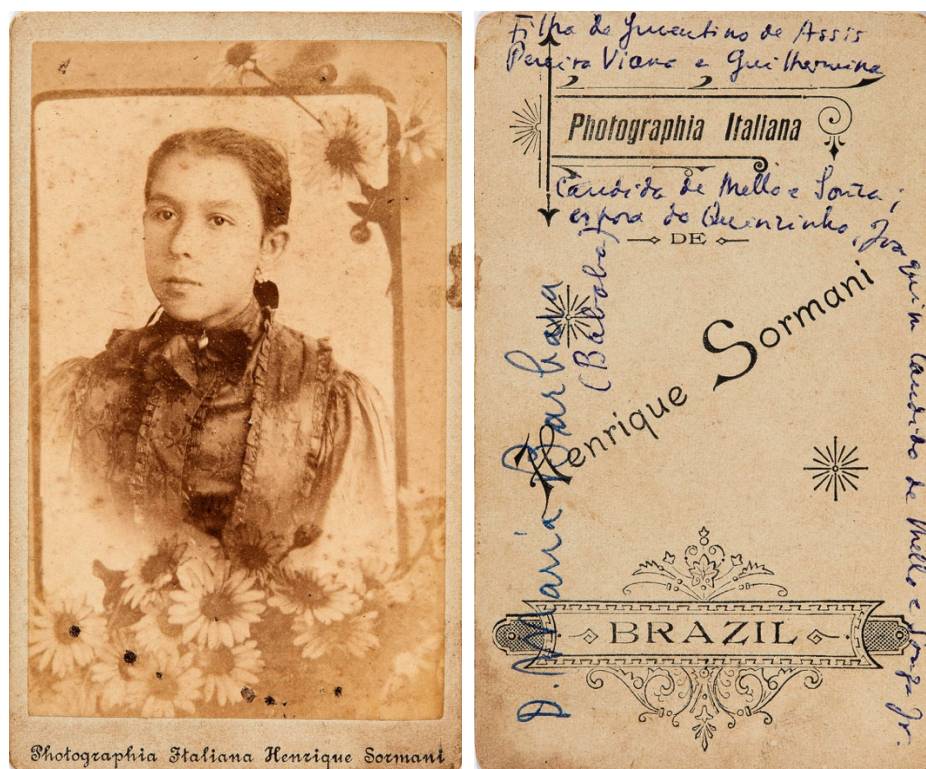 Photographia Italiana Henrique Sormani
Filha de Juventino de Assis
Pereira Viana e Guilhermina
Photographia Italiana
Candida de Mello e Souza;
esposa do Quinzinho, Joaquim Candido de Mello e Souza Jr.
DE
Henrique Sormani
D. Maria Barbara
(Bababa)
BRAZIL